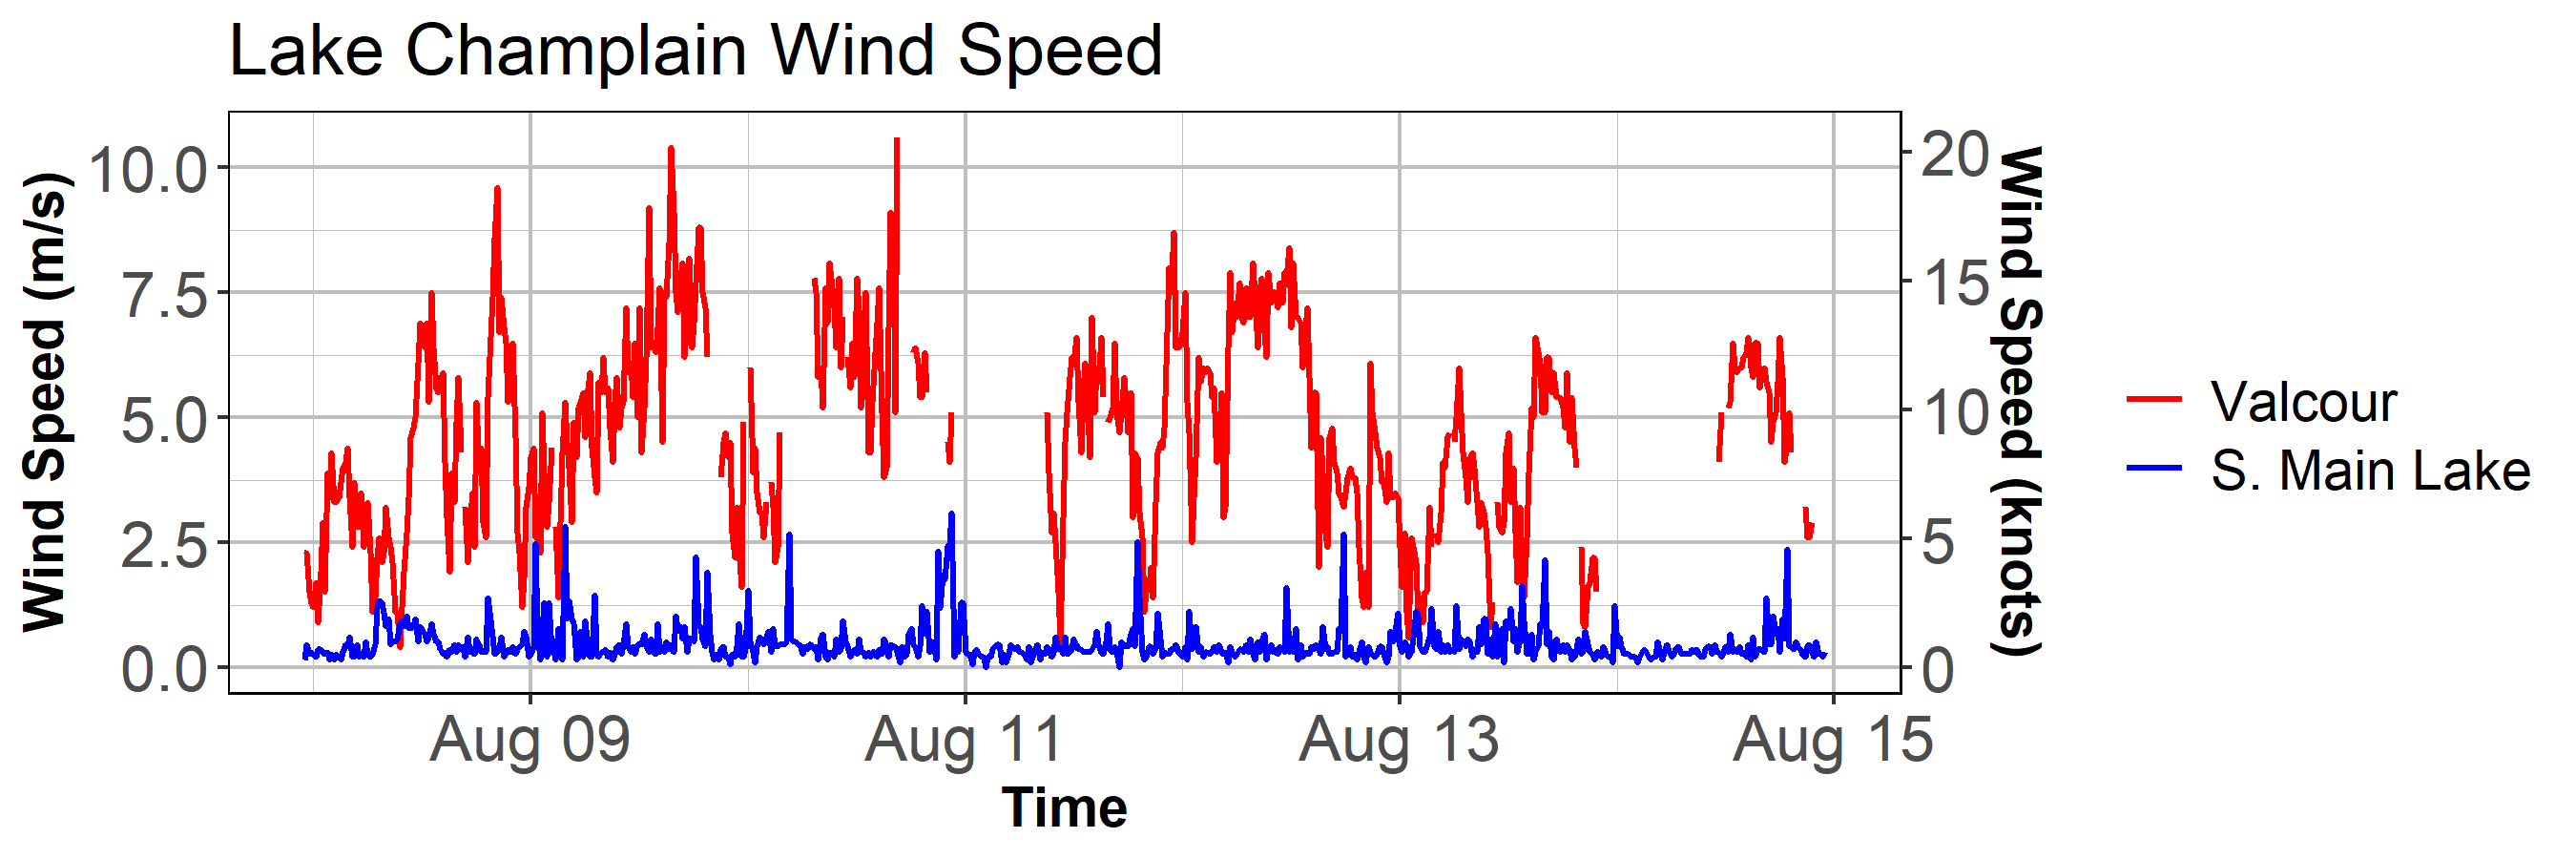 Lake Champlain Wind Speed
Wind Speed (m/s)
10.0
7.5
5.0
2.5
0.0
20
15
10
5
0
Wind Speed (knots)
Aug 09
Aug 11
Aug 13
Aug 15
Time
Valcour
S. Main Lake